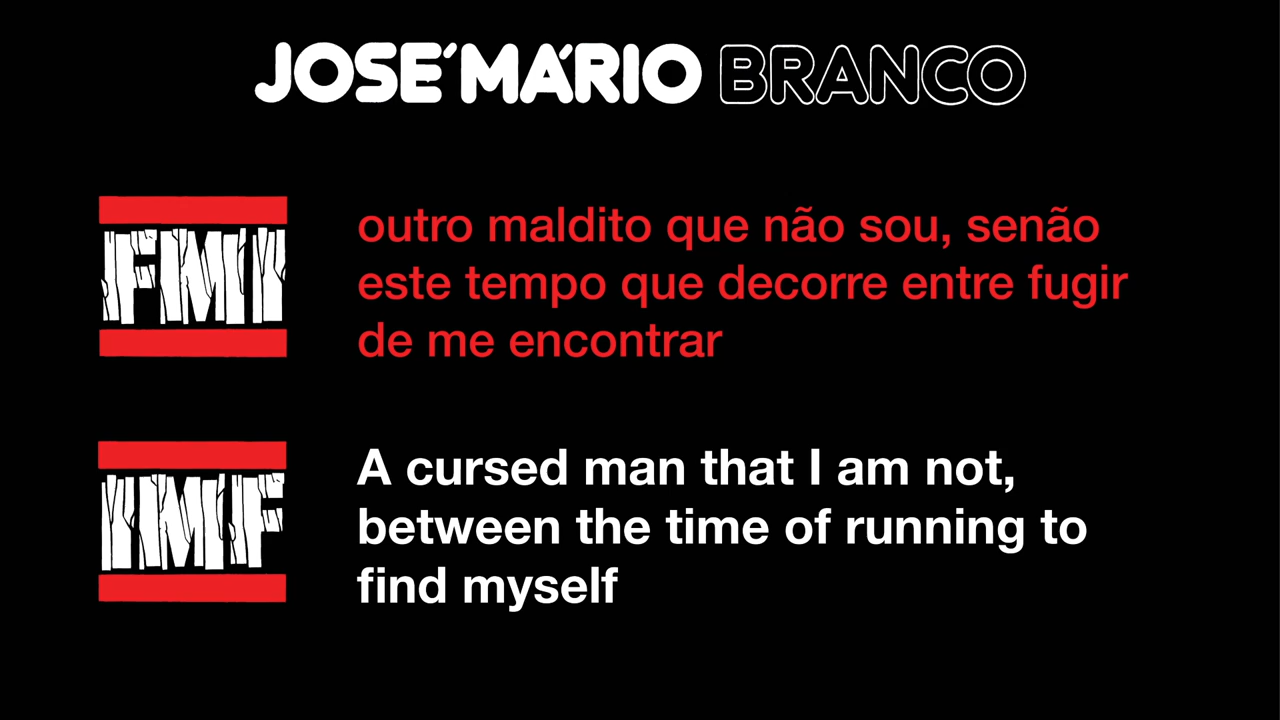 JOSÉ MÁRIO BRANCO
FMI
outro maldito que não sou, senão
este tempo que decorre entre fugir
de me encontrar
IMF
A cursed man that I am not,
between the time of running to
find myself